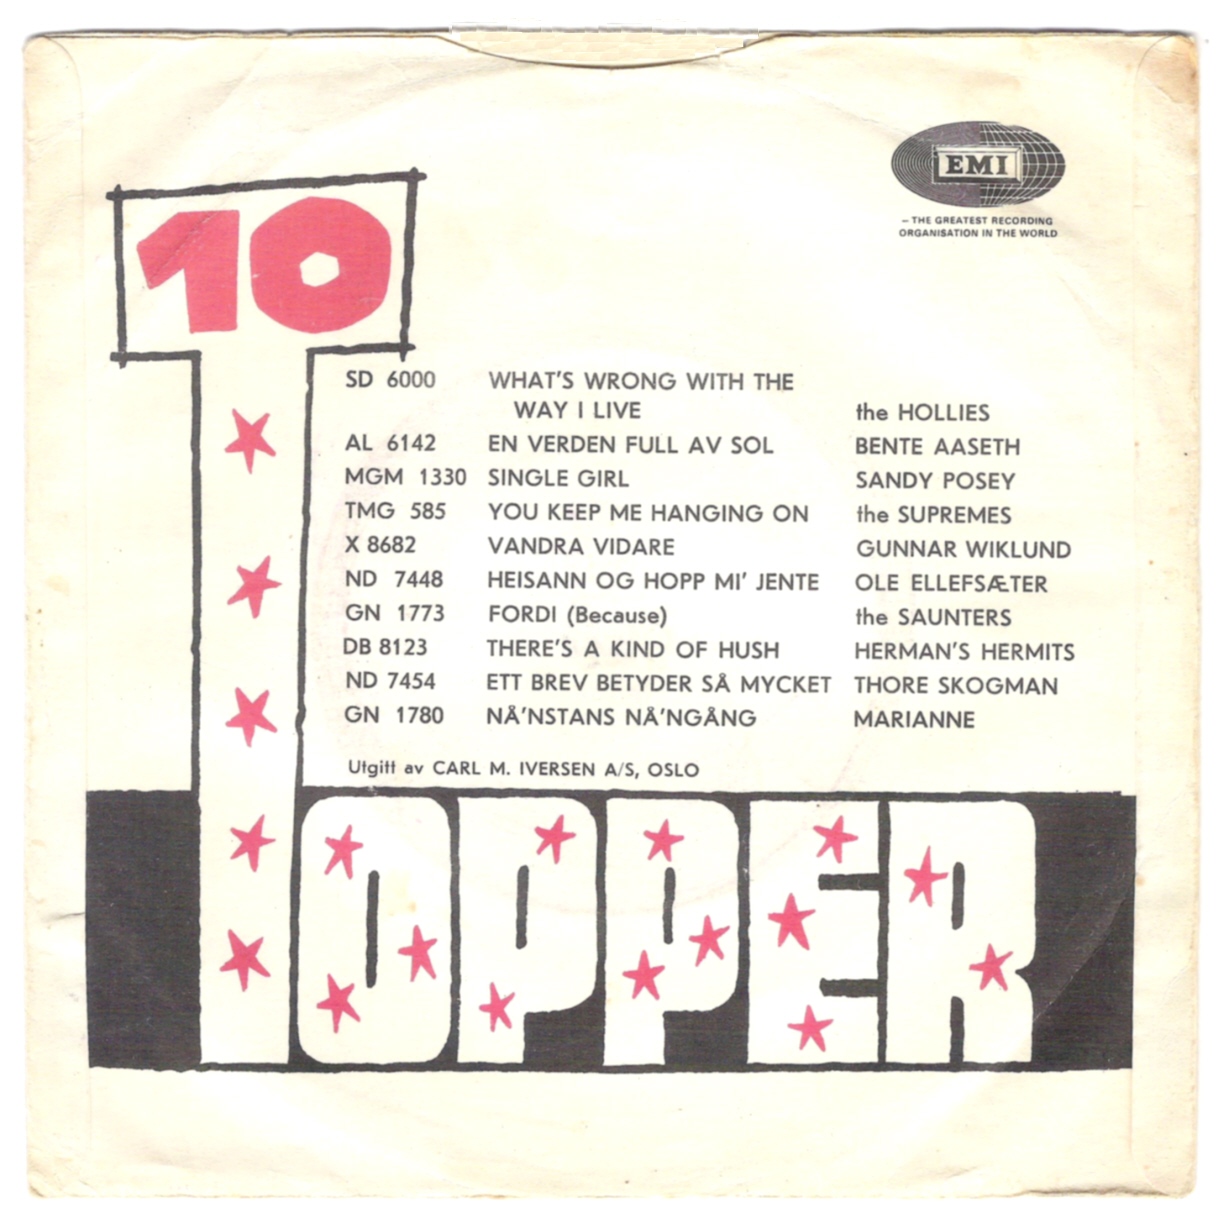 EMI
– THE GREATEST RECORDING
ORGANISATION IN THE WORLD
10
SD 6000 WHAT'S WRONG WITH THE
WAY I LIVE the HOLLIES
AL 6142 EN VERDEN FULL AV SOL BENTE AASETH
MGM 1330 SINGLE GIRL SANDY POSEY
TMG 585 YOU KEEP ME HANGING ON the SUPREMES
X 8682 VANDRA VIDARE GUNNAR WIKLUND
ND 7448 HEISANN OG HOPP MI' JENTE OLE ELLEFSÆTER
GN 1773 FORDI (Because) the SAUNTERS
DB 8123 THERE'S A KIND OF HUSH HERMAN'S HERMITS
ND 7454 ETT BREV BETYDER SÅ MYCKET THORE SKOGMAN
GN 1780 NÅ'NSTANS NÅ'NGÅNG MARIANNE
Utgitt av CARL M. IVERSEN A/S, OSLO
TOPPER